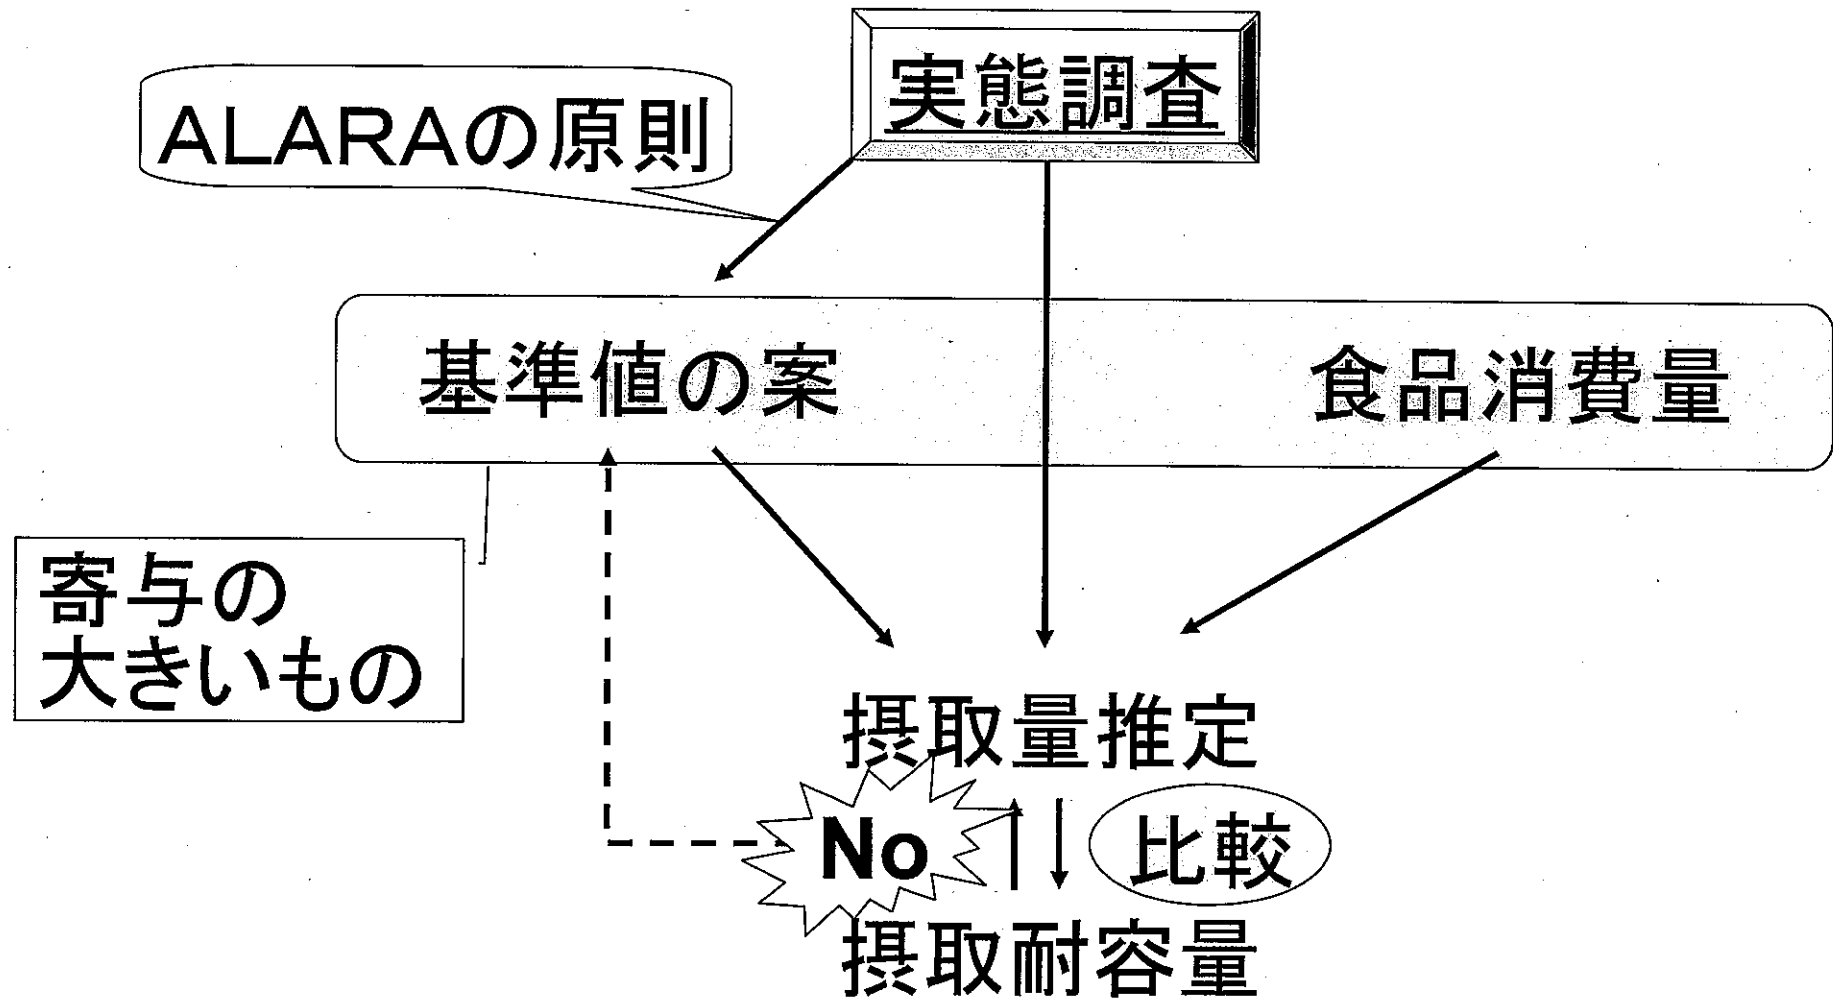 実態調査
ALARAの原則
基準値の案
食品消費量
寄与の
大きいもの
摂取量推定
No
比較
摂取耐容量